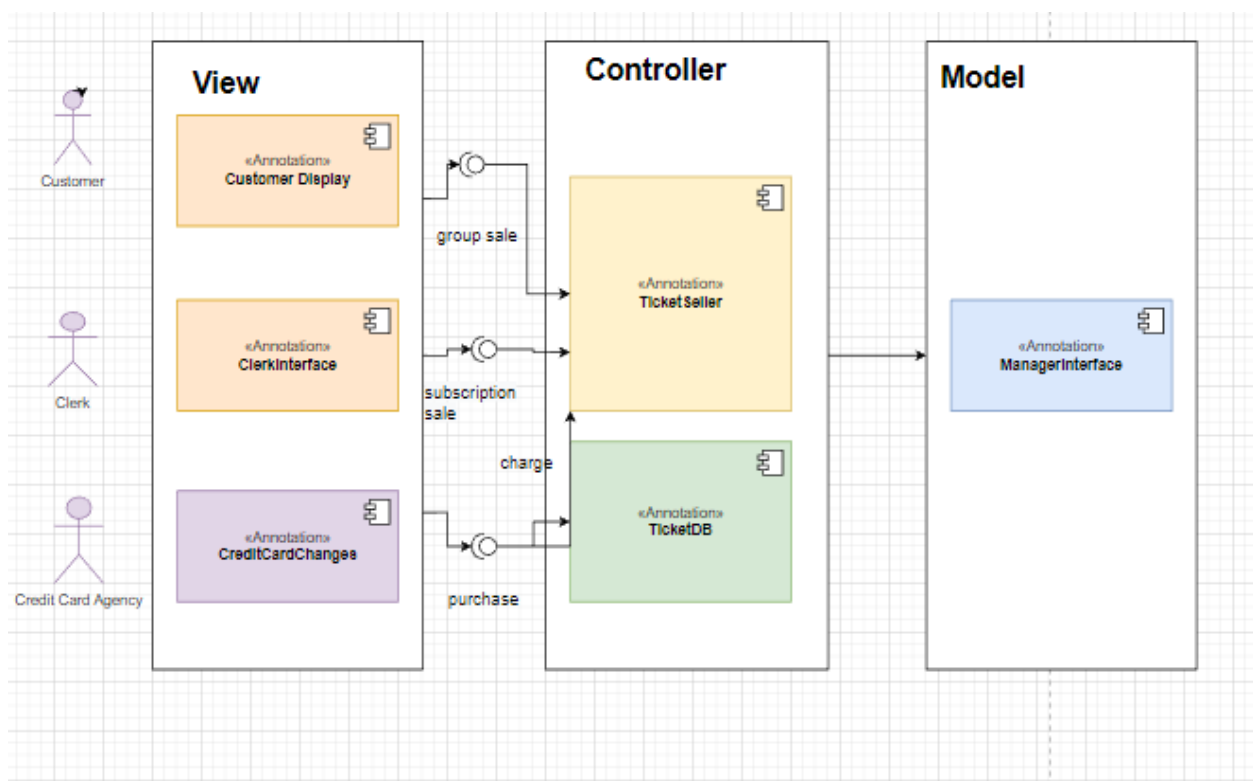 View
Controller
Model
Customer
«Annotation»
Customer Display
group sale
«Annotation»
TicketSeller
Clerk
«Annotation»
ClerkInterface
subscription
sale
«Annotation»
ManagerInterface
charge
Credit Card Agency
«Annotation»
CreditCardChanges
purchase
«Annotation»
TicketDB